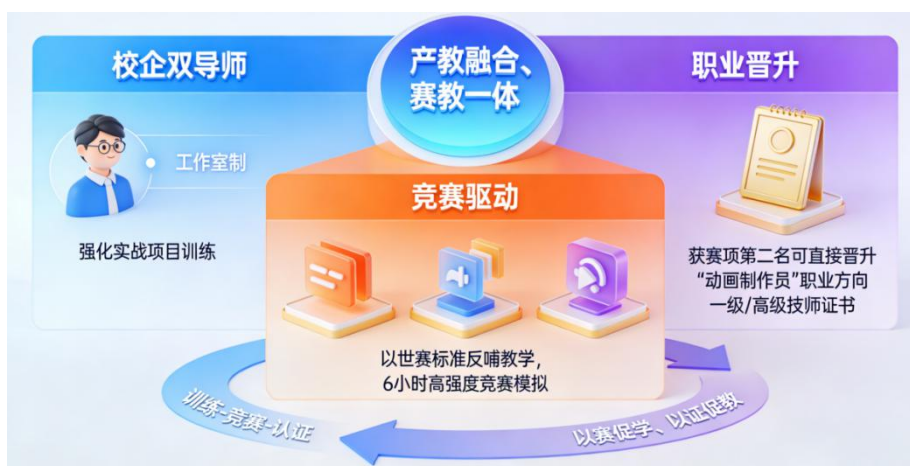 产教融合、
赛教一体
校企双导师
工作室制
强化实战项目训练
竞赛驱动
以世赛标准反哺教学，
6小时高强度竞赛模拟
职业晋升
获赛项第二名可直接晋升
“动画制作员”职业方向
一级/高级技师证书
训练-竞赛-认证
以赛促学、以证促教